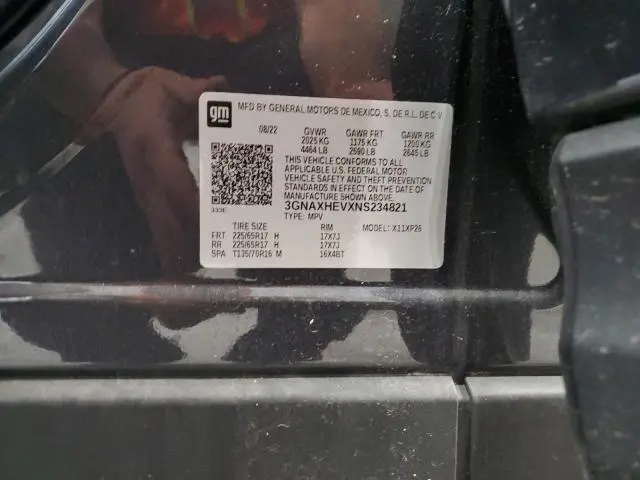 gm MFD BY GENERAL MOTORS DE MEXICO, S. DE R.L. DE C V
08/22 GVWR GAWR FRT GAWR RR
2025 KG 1175 KG 1200 KG
4464 LB 2590 LB 2645 LB
THIS VEHICLE CONFORMS TO ALL
APPLICABLE U.S. FEDERAL MOTOR
VEHICLE SAFETY AND THEFT PREVENTION
STANDARDS IN EFFECT ON THE DATE OF
MANUFACTURE SHOWN ABOVE.
333E 3GNAXHEVXNS234821
TYPE: MPV
TIRE SIZE RIM MODEL: X11XP26
FRT 225/65R17 H 17X7J
RR 225/65R17 H 17X7J
SPA T135/70R16 M 16X4BT